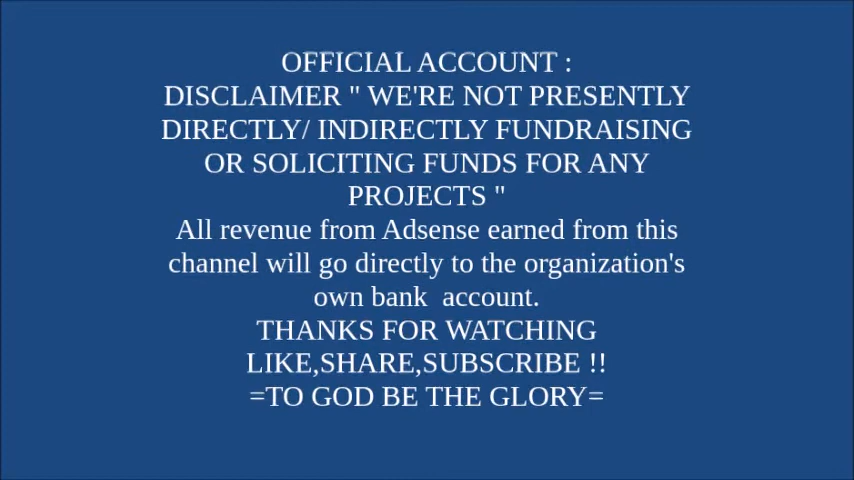 OFFICIAL ACCOUNT :
DISCLAIMER " WE'RE NOT PRESENTLY
DIRECTLY/ INDIRECTLY FUNDRAISING
OR SOLICITING FUNDS FOR ANY
PROJECTS "
All revenue from Adsense earned from this
channel will go directly to the organization's
own bank  account.
THANKS FOR WATCHING
LIKE,SHARE,SUBSCRIBE !!
=TO GOD BE THE GLORY=